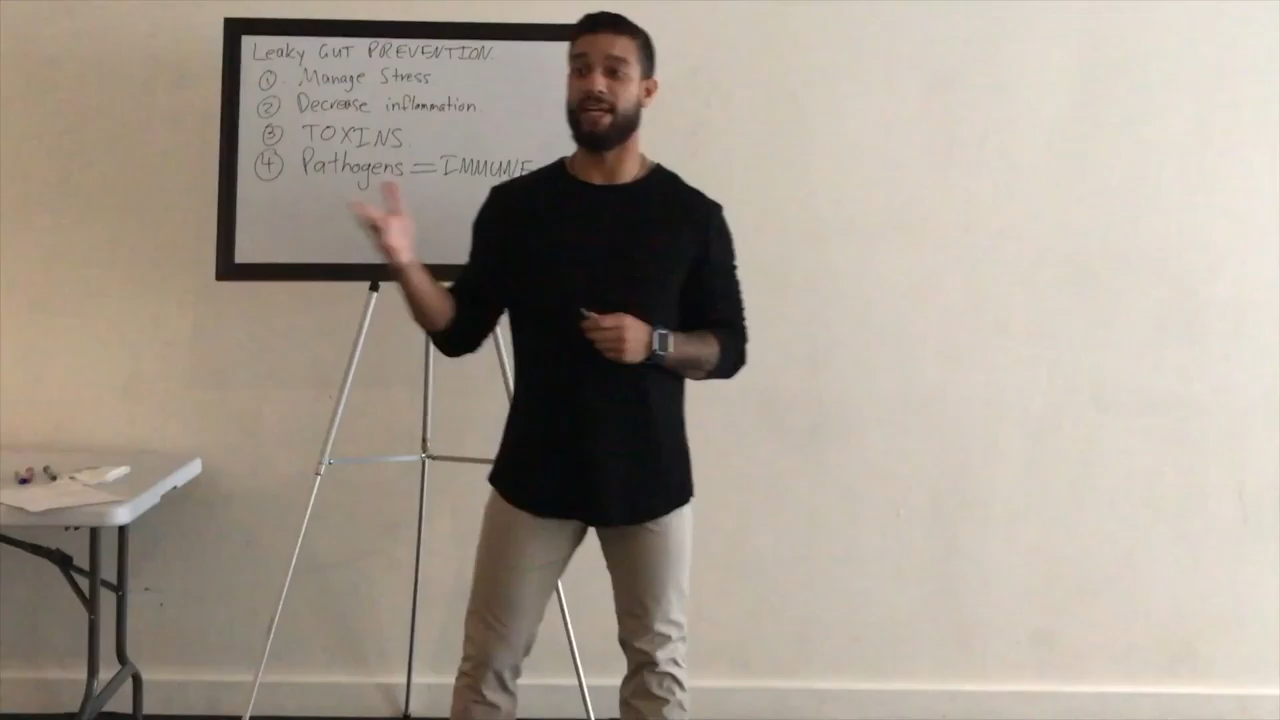 Leaky GUT PREVENTION.
① Manage Stress
② Decrease inflammation.
③ TOXINS.
④ Pathogens = IMMUNE